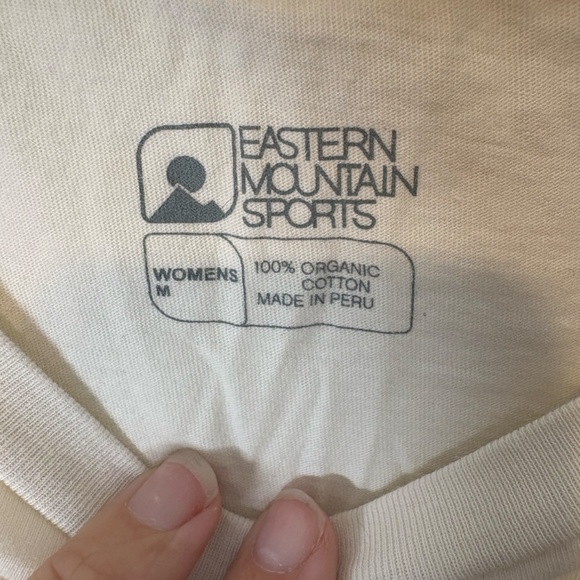 EASTERN
MOUNTAIN
SPORTS
WOMENS
M
100% ORGANIC
COTTON
MADE IN PERU